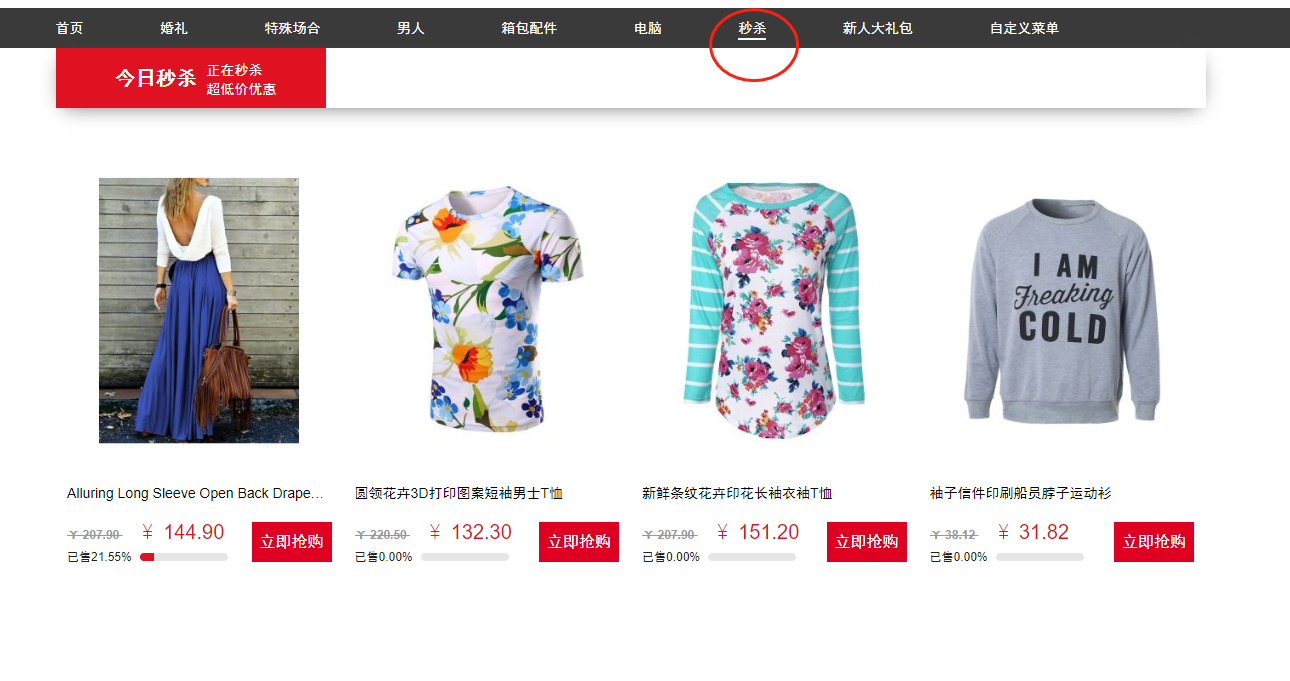 首页 婚礼 特殊场合 男人 箱包配件 电脑 秒杀 新人大礼包 自定义菜单
今日秒杀
正在秒杀
超低价优惠
I AM
Freaking
COLD
Alluring Long Sleeve Open Back Drape…
圆领花卉3D打印图案短袖男士T恤
新鲜条纹花卉印花长袖衣袖T恤
袖子信件印刷船员脖子运动衫
￥ 207.90 ￥ 144.90 立即抢购
已售21.55%
￥ 220.50 ￥ 132.30 立即抢购
已售0.00%
￥ 207.90 ￥ 151.20 立即抢购
已售0.00%
￥ 38.12 ￥ 31.82 立即抢购
已售0.00%